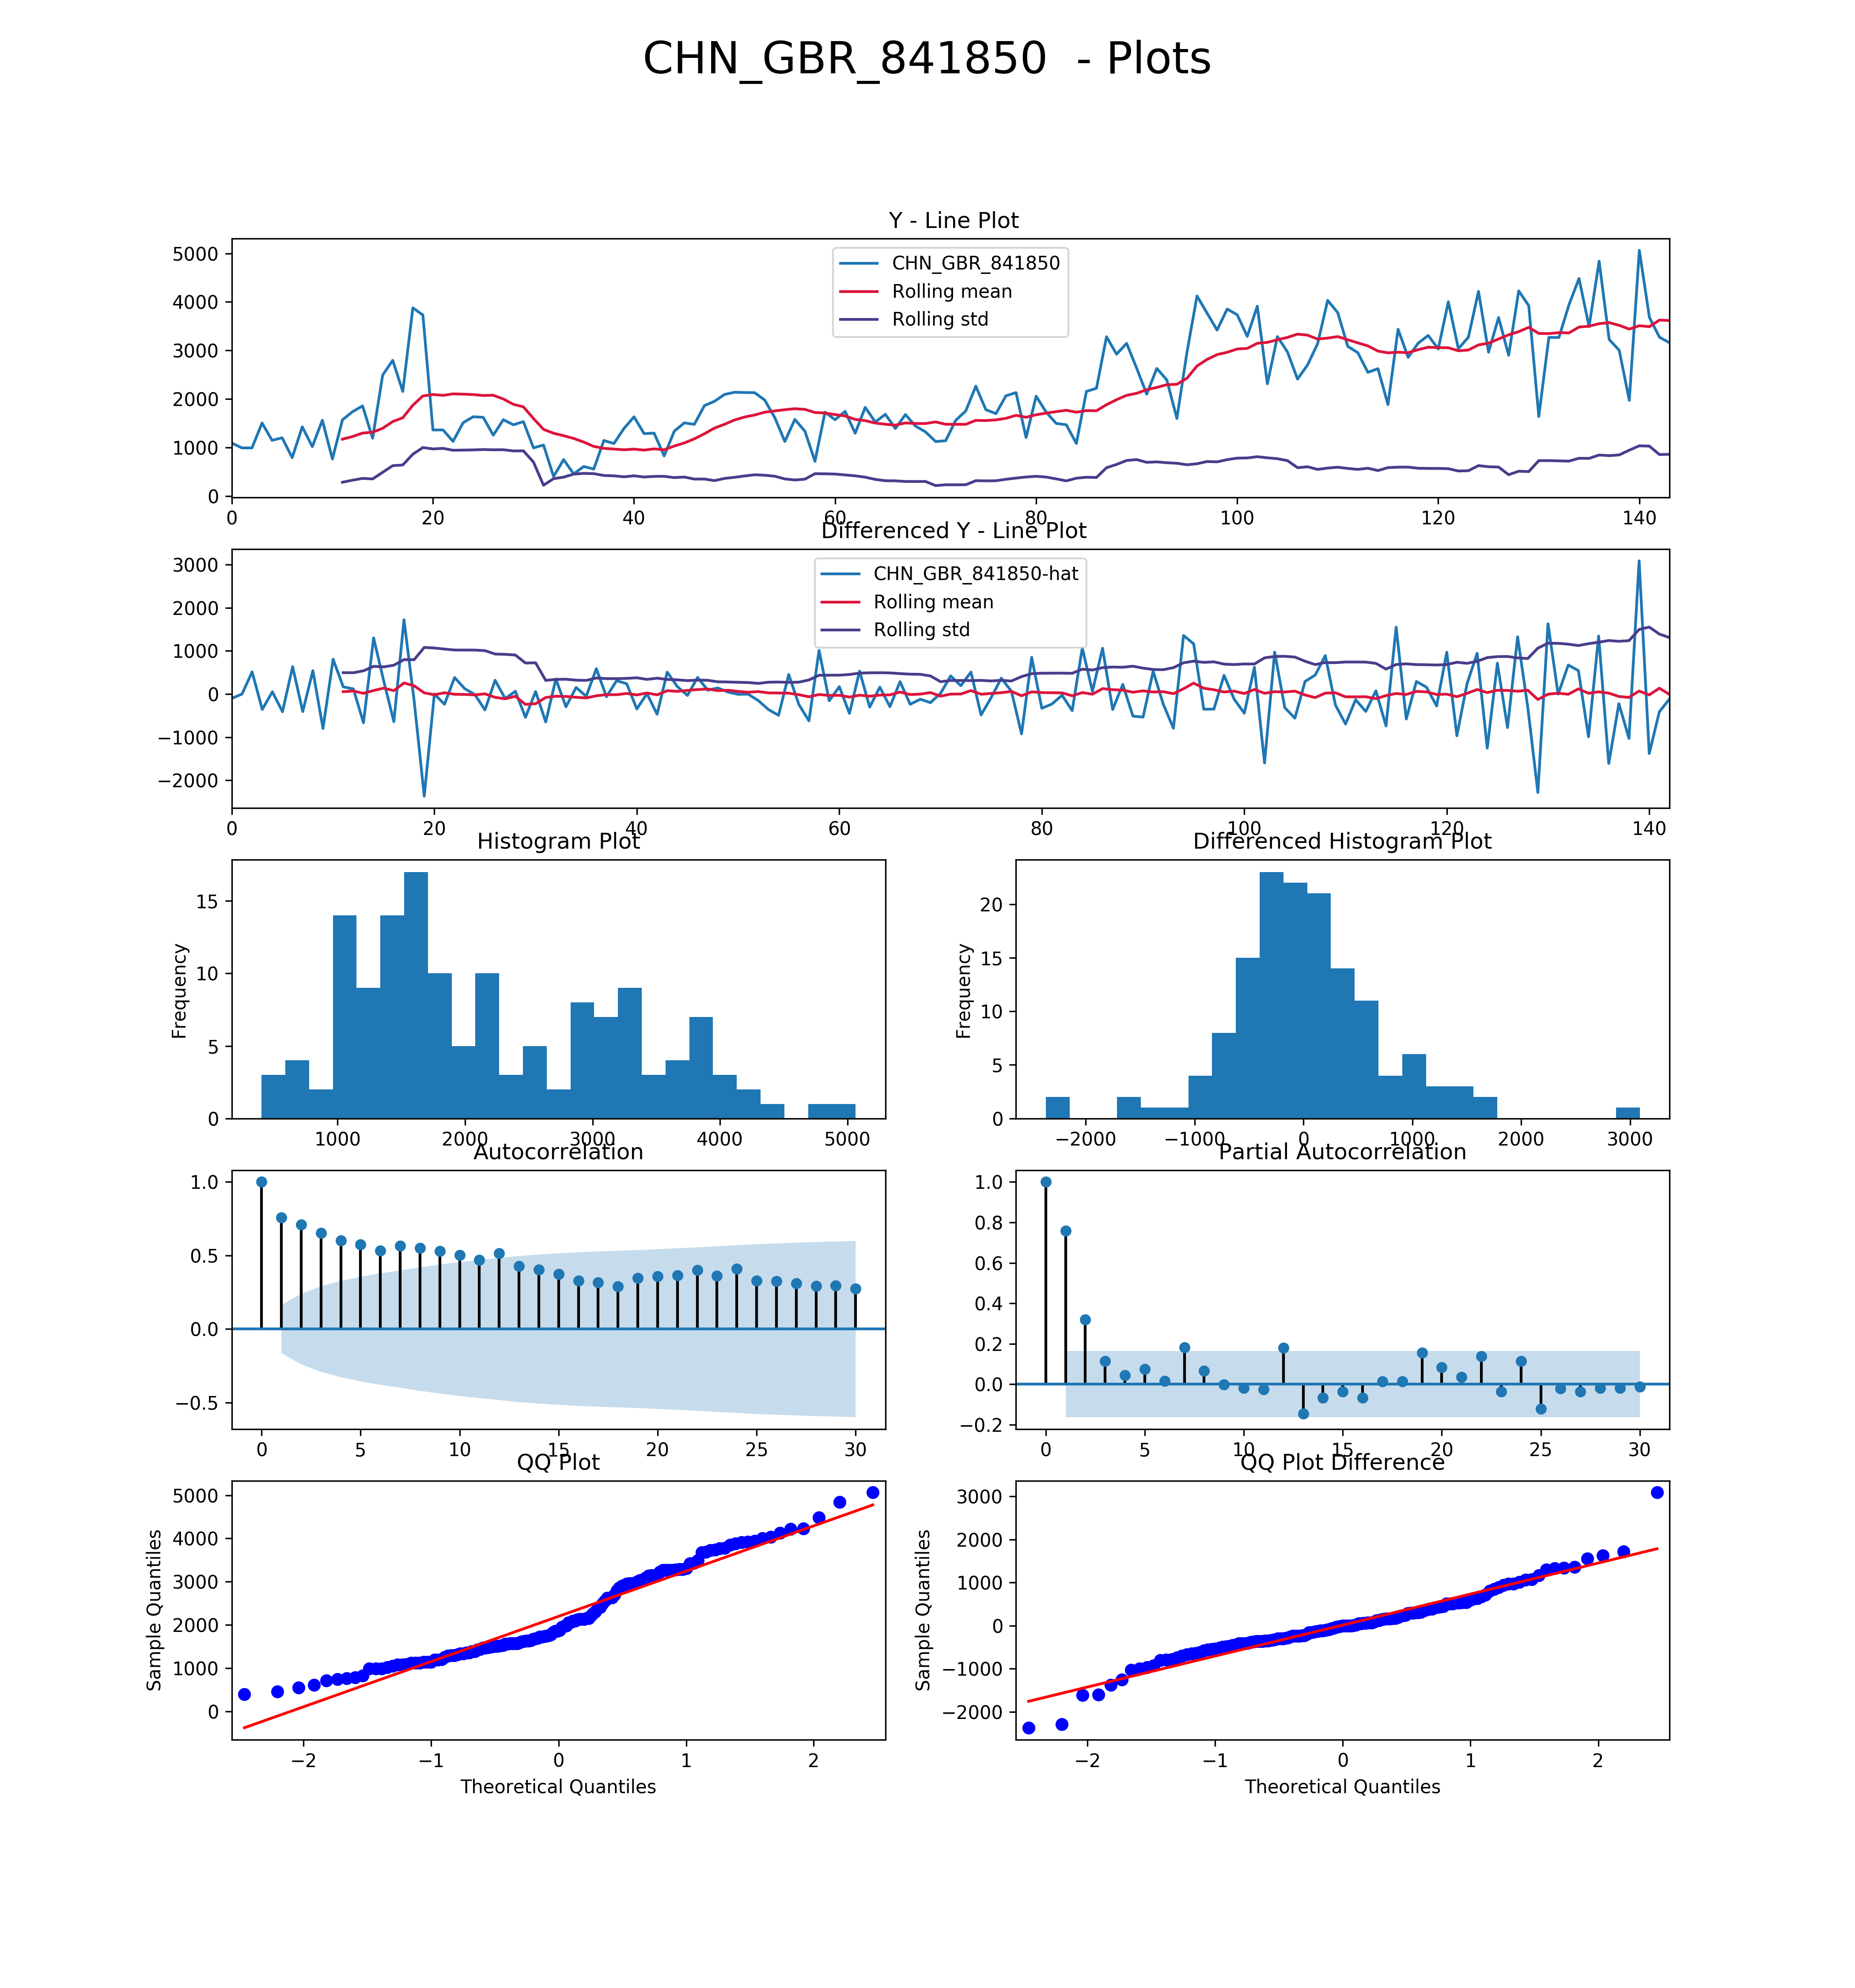 CHN_GBR_841850  - Plots
Y - Line Plot
5000
4000
3000
2000
1000
0
CHN_GBR_841850
Rolling mean
Rolling std
0 20 40 60 80 100 120 140
Differenced Y - Line Plot
3000
2000
1000
0
−1000
−2000
CHN_GBR_841850-hat
Rolling mean
Rolling std
0 20 40 60 80 100 120 140
Histogram Plot
Frequency
15
10
5
0
1000 2000 3000 4000 5000
Differenced Histogram Plot
Frequency
20
15
10
5
0
−2000 −1000 0 1000 2000 3000
Autocorrelation
1.0
0.5
0.0
−0.5
0 5 10 15 20 25 30
Partial Autocorrelation
1.0
0.8
0.6
0.4
0.2
0.0
−0.2
0 5 10 15 20 25 30
QQ Plot
Sample Quantiles
5000
4000
3000
2000
1000
0
−2 −1 0 1 2
Theoretical Quantiles
QQ Plot Difference
Sample Quantiles
3000
2000
1000
0
−1000
−2000
−2 −1 0 1 2
Theoretical Quantiles